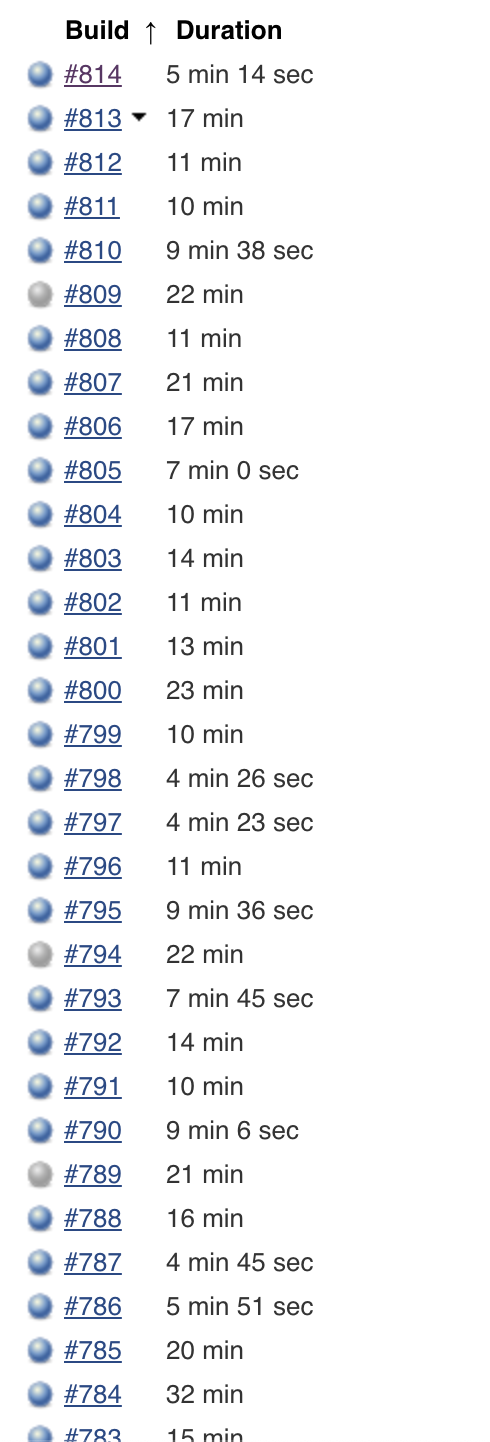 Build ↑ Duration
#814 5 min 14 sec
#813 17 min
#812 11 min
#811 10 min
#810 9 min 38 sec
#809 22 min
#808 11 min
#807 21 min
#806 17 min
#805 7 min 0 sec
#804 10 min
#803 14 min
#802 11 min
#801 13 min
#800 23 min
#799 10 min
#798 4 min 26 sec
#797 4 min 23 sec
#796 11 min
#795 9 min 36 sec
#794 22 min
#793 7 min 45 sec
#792 14 min
#791 10 min
#790 9 min 6 sec
#789 21 min
#788 16 min
#787 4 min 45 sec
#786 5 min 51 sec
#785 20 min
#784 32 min
#783 15 min